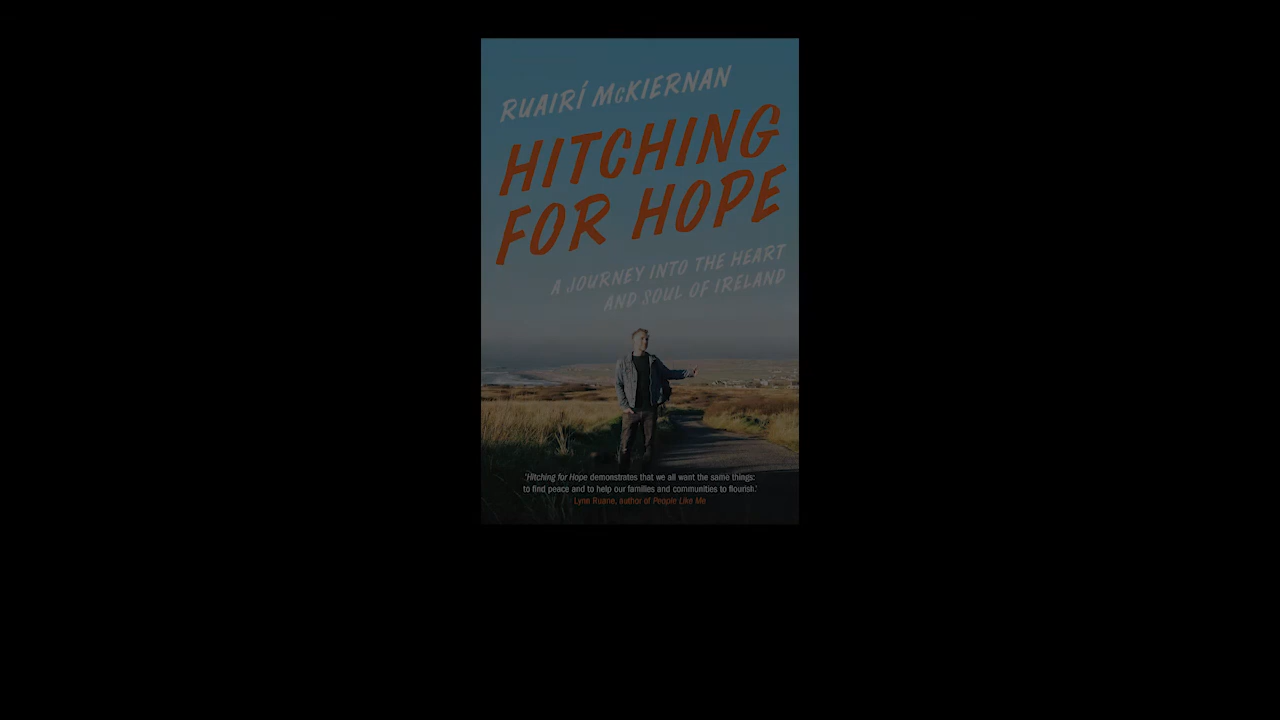 RUAIRÍ McKIERNAN
HITCHING
FOR HOPE
A JOURNEY INTO THE HEART
AND SOUL OF IRELAND
'Hitching for Hope demonstrates that we all want the same things:
to find peace and to help our families and communities to flourish.'
Lynn Ruane, author of People Like Me